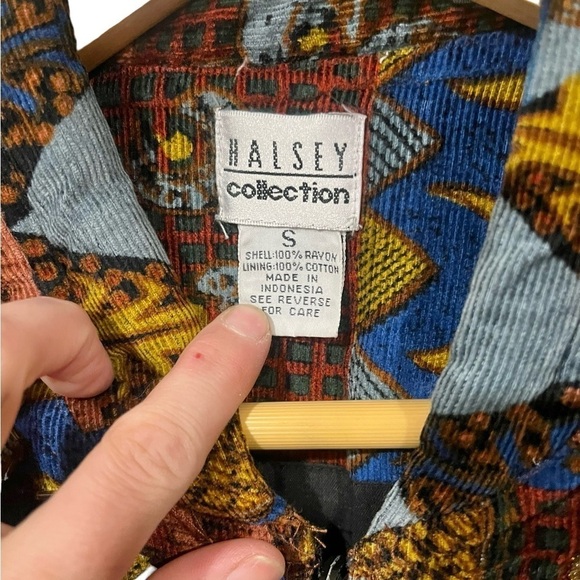 HALSEY
collection
S
SHELL:100% RAYON
LINING:100% COTTON
MADE IN
INDONESIA
SEE REVERSE
FOR CARE